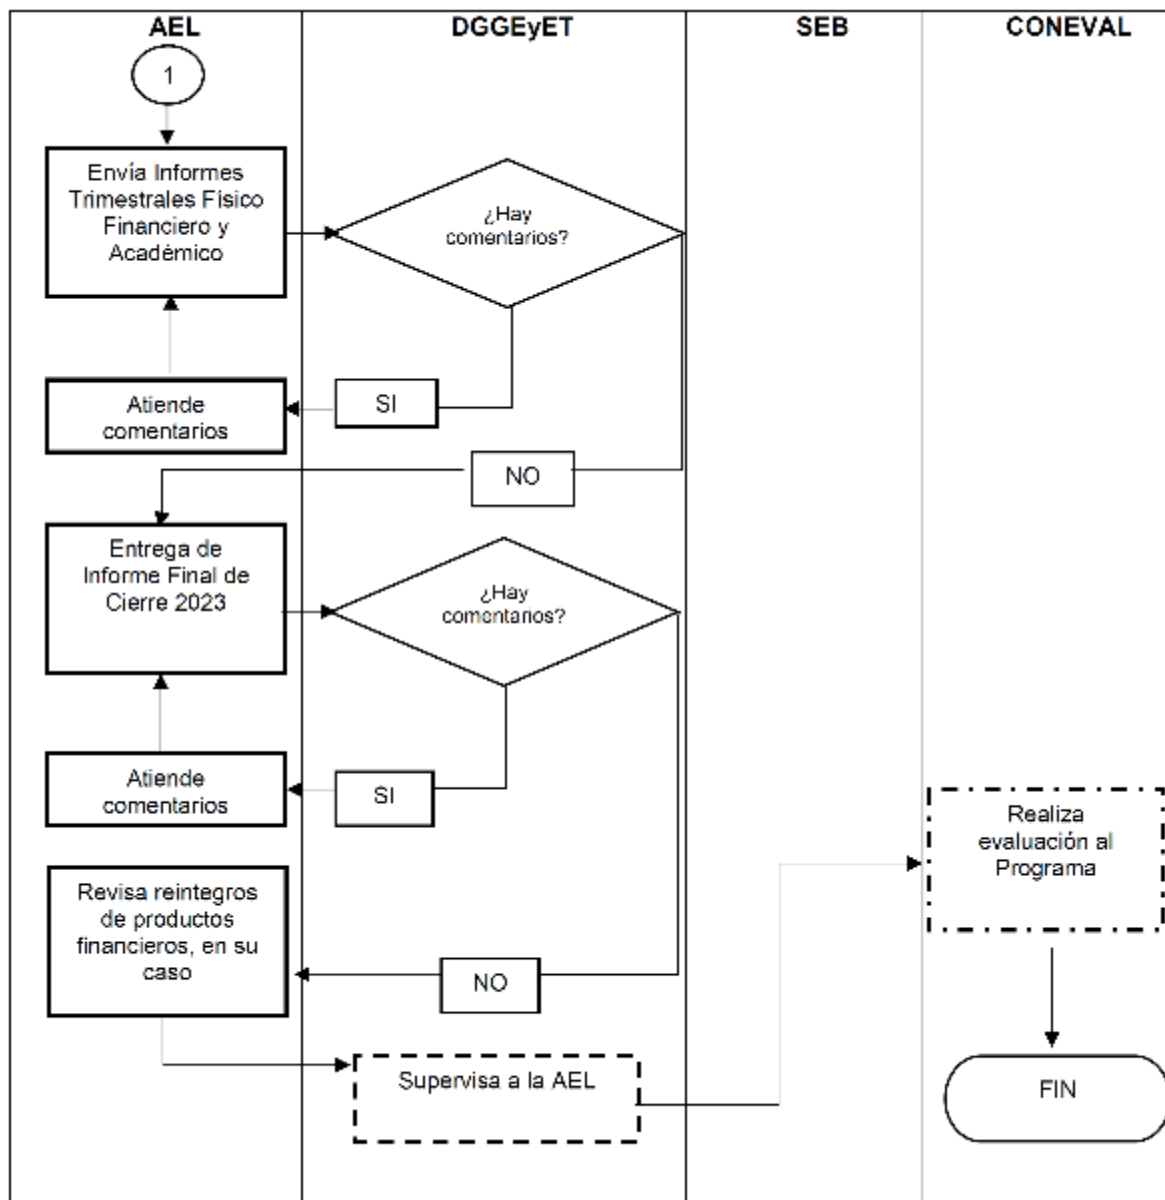 AEL
DGGEyET
SEB
CONEVAL
1
Envía Informes
Trimestrales Físico
Financiero y
Académico
¿Hay
comentarios?
Atiende
comentarios
SI
NO
Entrega de
Informe Final de
Cierre 2023
¿Hay
comentarios?
Atiende
comentarios
SI
Realiza
evaluación al
Programa
Revisa reintegros
de productos
financieros, en su
caso
NO
Supervisa a la AEL
FIN